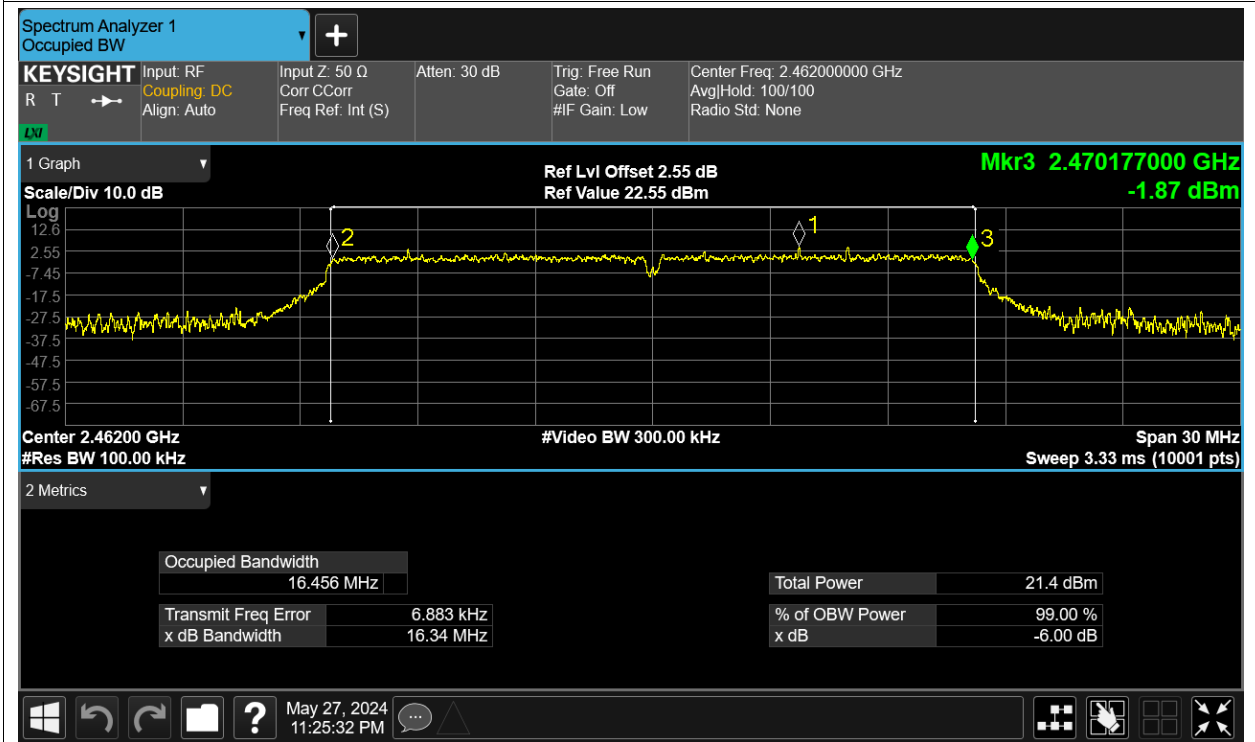 Spectrum Analyzer 1
Occupied BW
KEYSIGHT
R T
LXI
Input: RF
Coupling: DC
Align: Auto
Input Z: 50 Ω
Corr CCorr
Freq Ref: Int (S)
Atten: 30 dB
Trig: Free Run
Gate: Off
#IF Gain: Low
Center Freq: 2.462000000 GHz
Avg|Hold: 100/100
Radio Std: None
1 Graph
Scale/Div 10.0 dB
Ref Lvl Offset 2.55 dB
Ref Value 22.55 dBm
Mkr3 2.470177000 GHz
-1.87 dBm
Log
12.6
2.55
-7.45
-17.5
-27.5
-37.5
-47.5
-57.5
-67.5
2
1
3
Center 2.46200 GHz
#Res BW 100.00 kHz
#Video BW 300.00 kHz
Span 30 MHz
Sweep 3.33 ms (10001 pts)
2 Metrics
Occupied Bandwidth
16.456 MHz
Transmit Freq Error 6.883 kHz
x dB Bandwidth 16.34 MHz
Total Power 21.4 dBm
% of OBW Power 99.00 %
x dB -6.00 dB
?
May 27, 2024
11:25:32 PM